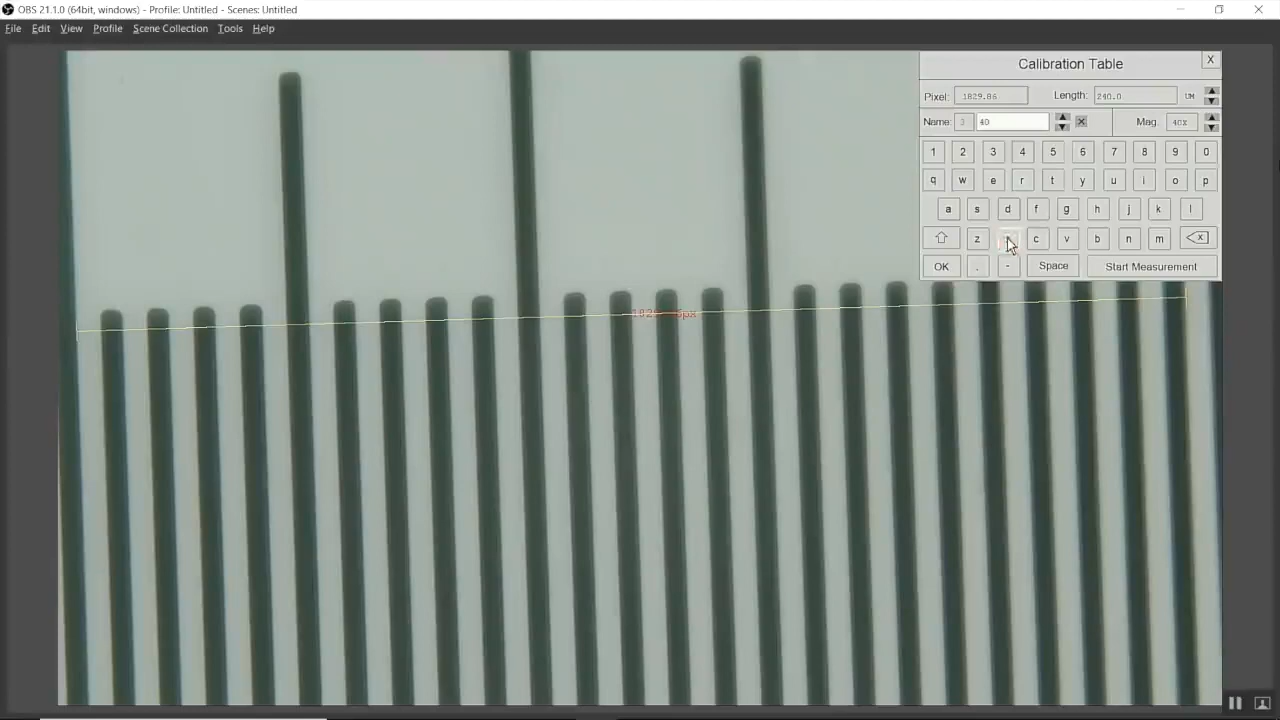 OBS 21.1.0 (64bit, windows) - Profile: Untitled - Scenes: Untitled
File Edit View Profile Scene Collection Tools Help
Calibration Table X
Pixel: 1829.86 Length: 240.0 UM
Name: 3 40 Mag. 40X
1 2 3 4 5 6 7 8 9 0
q w e r t y u i o p
a s d f g h j k l
z c v b n m
OK . - Space Start Measurement